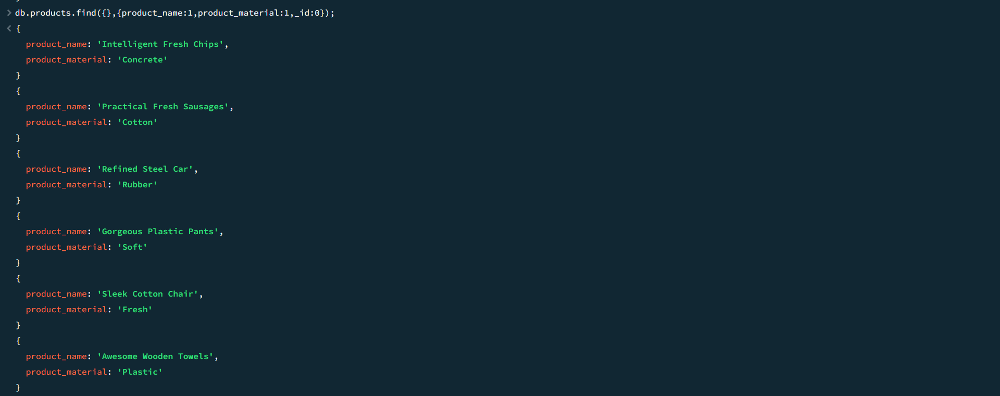 > db.products.find({},{product_name:1,product_material:1,_id:0});
< {
product_name: 'Intelligent Fresh Chips',
product_material: 'Concrete'
}
{
product_name: 'Practical Fresh Sausages',
product_material: 'Cotton'
}
{
product_name: 'Refined Steel Car',
product_material: 'Rubber'
}
{
product_name: 'Gorgeous Plastic Pants',
product_material: 'Soft'
}
{
product_name: 'Sleek Cotton Chair',
product_material: 'Fresh'
}
{
product_name: 'Awesome Wooden Towels',
product_material: 'Plastic'
}